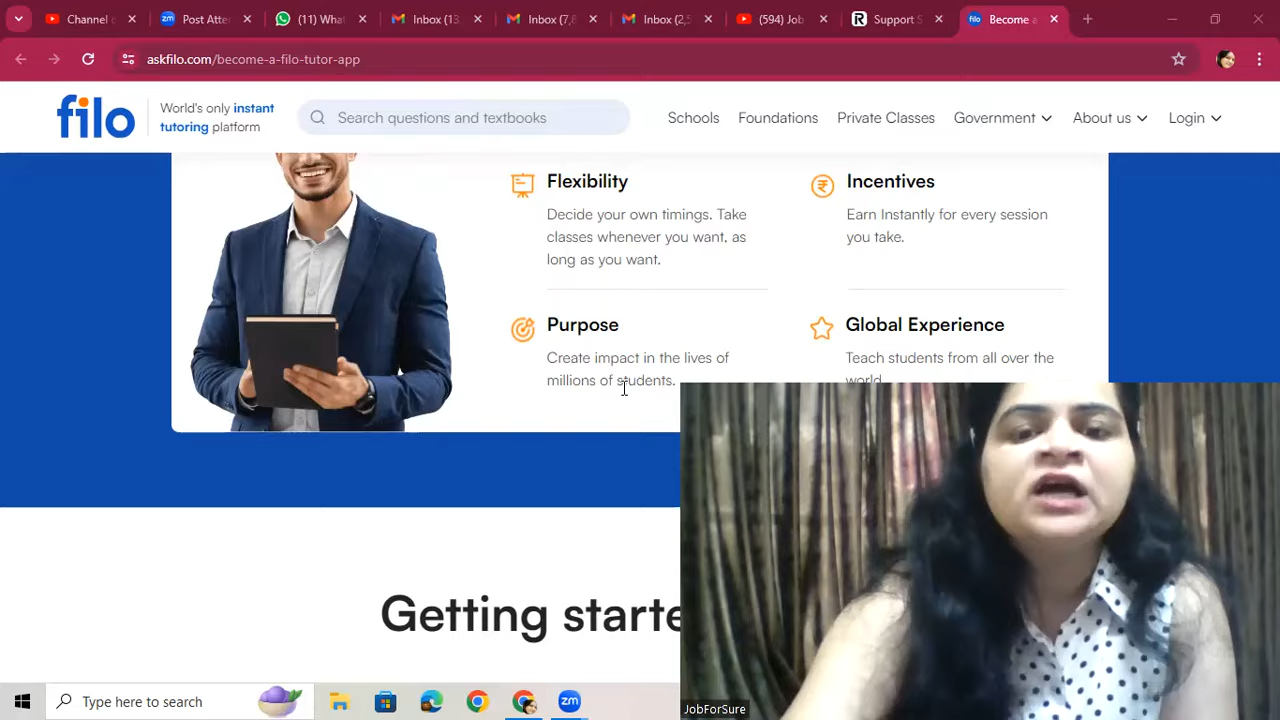 Channel d
Post Atte
(11) What
Inbox (13
Inbox (7,8
Inbox (2,5
(594) Job
Support S
Become a
askfilo.com/become-a-filo-tutor-app
filo
World's only instant
tutoring platform
Search questions and textbooks
Schools
Foundations
Private Classes
Government
About us
Login
Flexibility
Decide your own timings. Take
classes whenever you want, as
long as you want.
Incentives
Earn Instantly for every session
you take.
Purpose
Create impact in the lives of
millions of students.
Global Experience
Teach students from all over the
world.
Getting starte
Type here to search
JobForSure